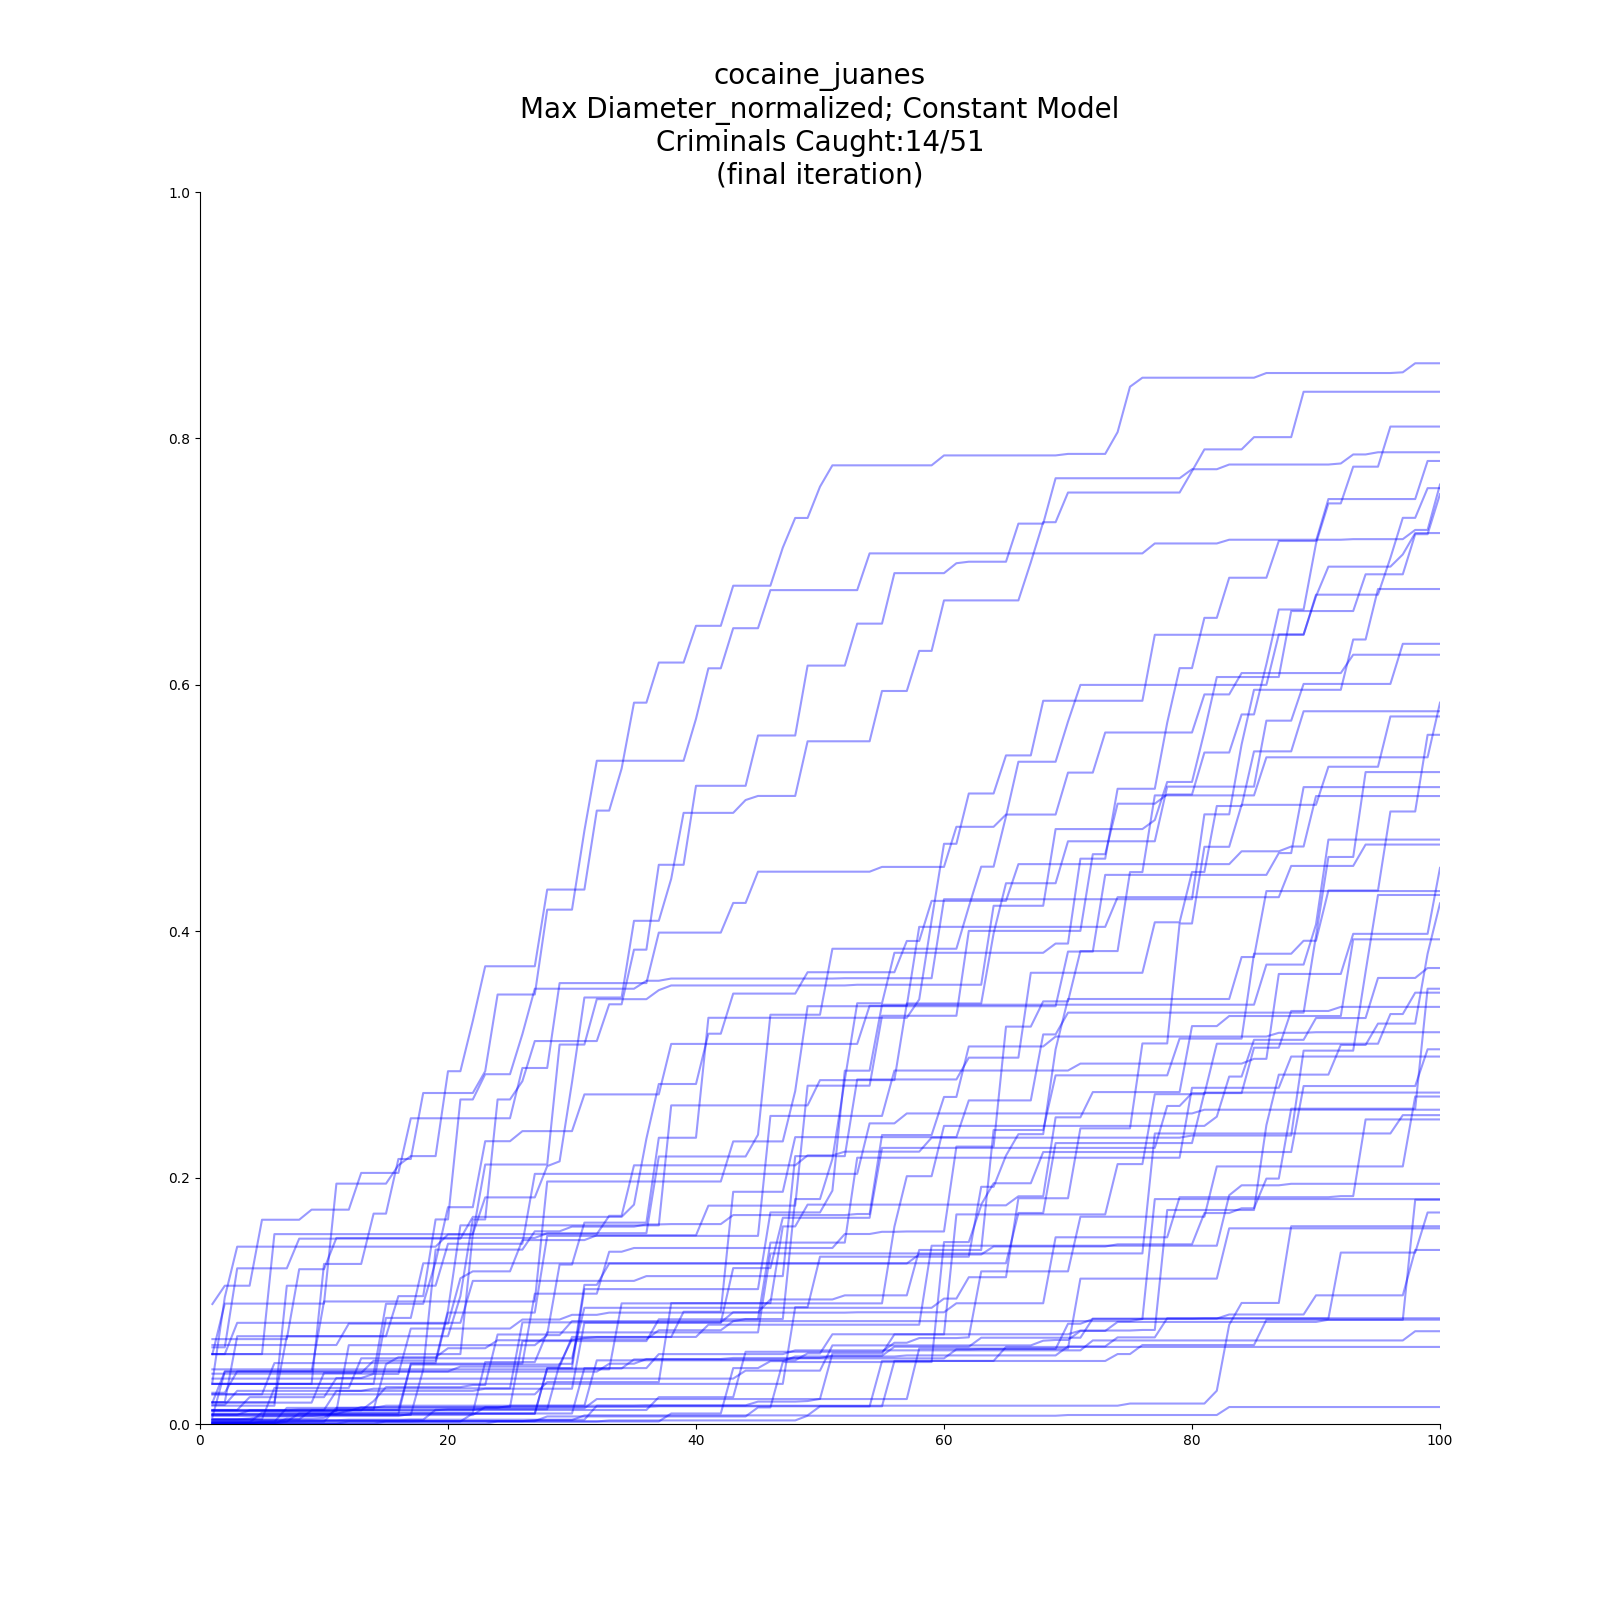 cocaine_juanes
Max Diameter_normalized; Constant Model
Criminals Caught:14/51
(final iteration)
1.0
0.8
0.6
0.4
0.2
0.0
0 20 40 60 80 100